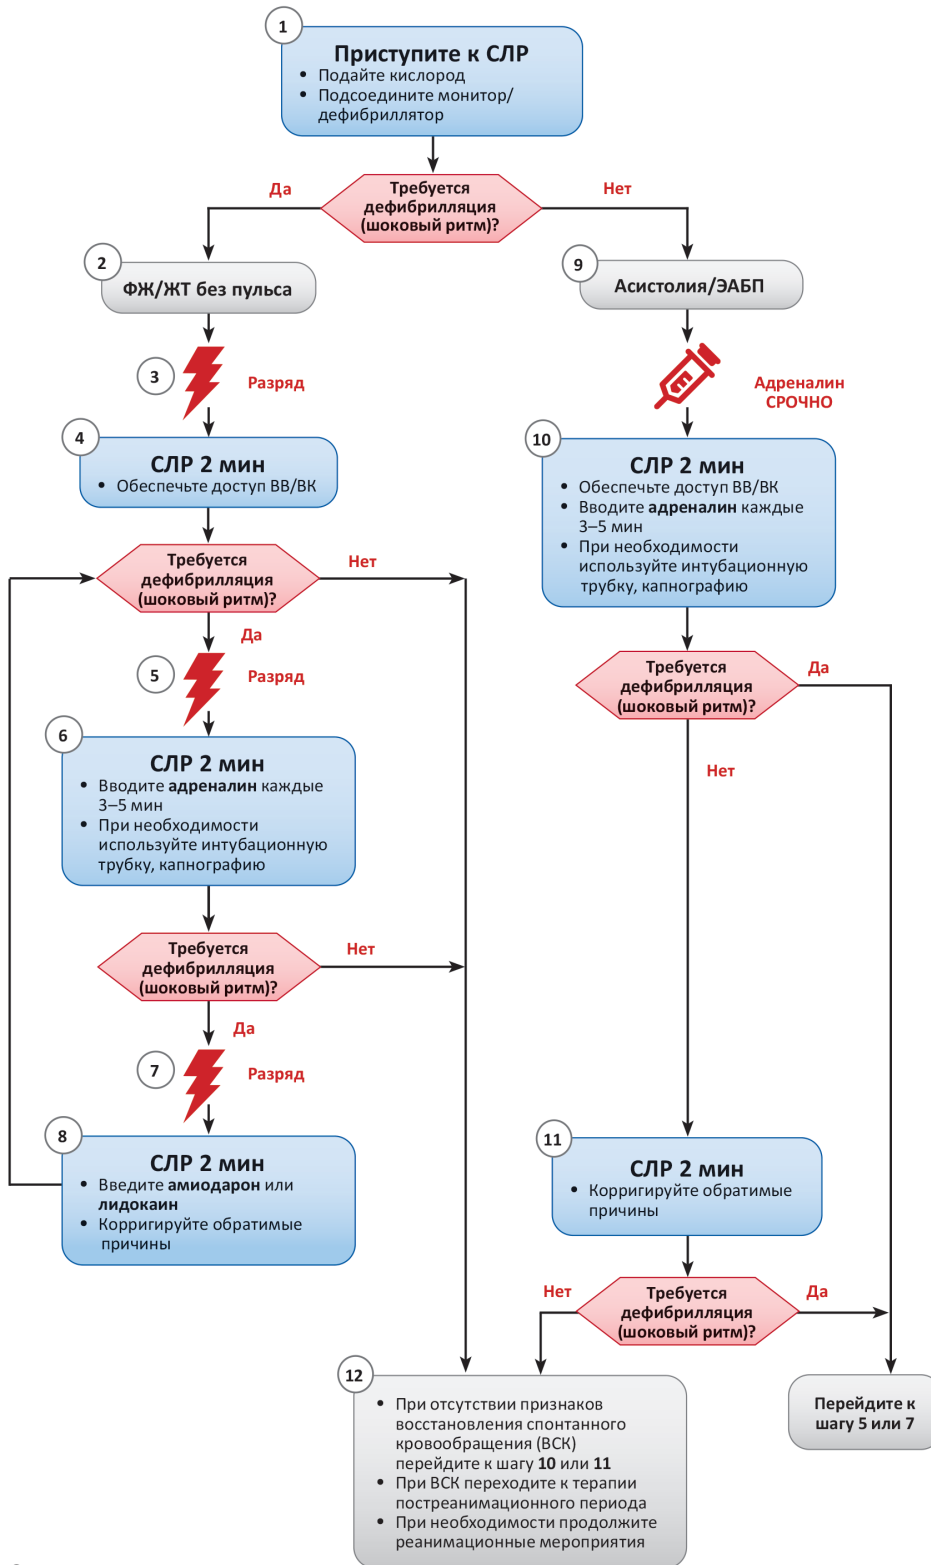 1
Приступите к СЛР
• Подайте кислород
• Подсоедините монитор/
дефибриллятор
Да
Требуется
дефибрилляция
(шоковый ритм)?
Нет
2
ФЖ/ЖТ без пульса
9
Асистолия/ЭАБП
3
Разряд
Адреналин
СРОЧНО
4
СЛР 2 мин
• Обеспечьте доступ ВВ/ВК
10
СЛР 2 мин
• Обеспечьте доступ ВВ/ВК
• Вводите адреналин каждые
3–5 мин
• При необходимости
используйте интубационную
трубку, капнографию
Требуется
дефибрилляция
(шоковый ритм)?
Нет
Да
5
Разряд
Требуется
дефибрилляция
(шоковый ритм)?
Да
Нет
6
СЛР 2 мин
• Вводите адреналин каждые
3–5 мин
• При необходимости
используйте интубационную
трубку, капнографию
Требуется
дефибрилляция
(шоковый ритм)?
Нет
Да
7
Разряд
8
СЛР 2 мин
• Введите амиодарон или
лидокаин
• Корригируйте обратимые
причины
11
СЛР 2 мин
• Корригируйте обратимые
причины
Нет
Требуется
дефибрилляция
(шоковый ритм)?
Да
12
• При отсутствии признаков
восстановления спонтанного
кровообращения (ВСК)
перейдите к шагу 10 или 11
• При ВСК переходите к терапии
постреанимационного периода
• При необходимости продолжите
реанимационные мероприятия
Перейдите к
шагу 5 или 7